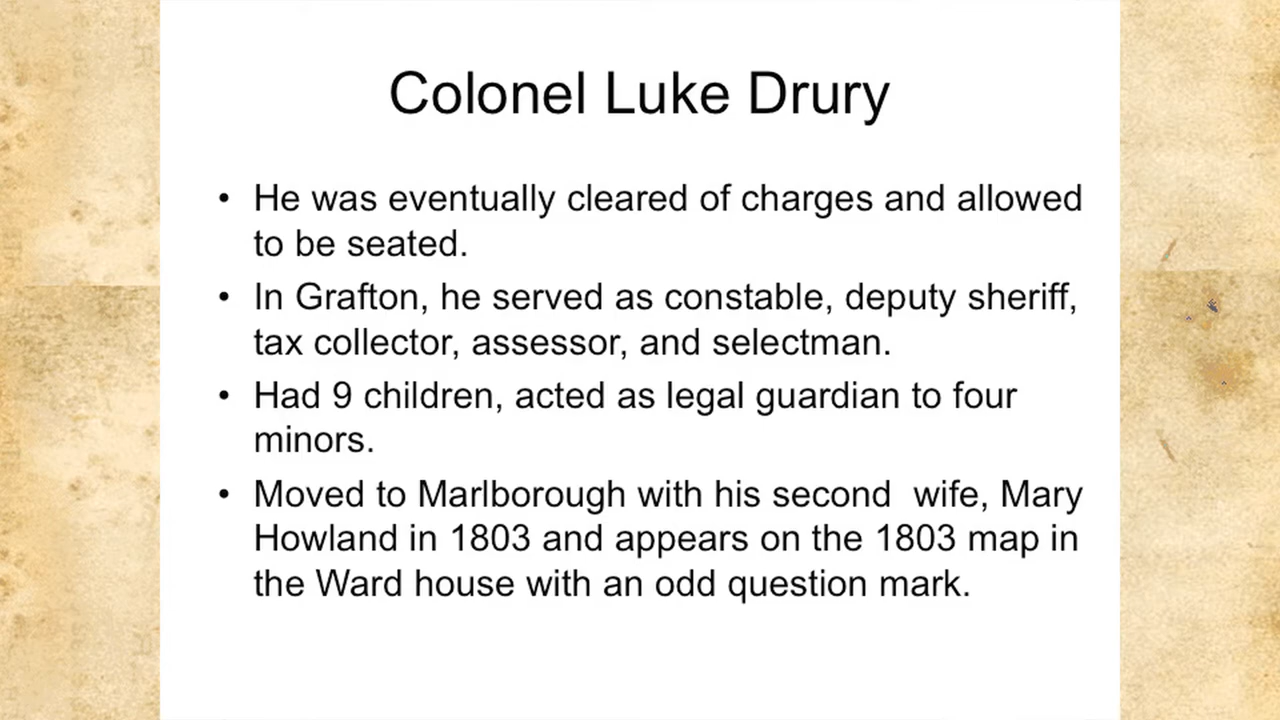 Colonel Luke Drury
• He was eventually cleared of charges and allowed
to be seated.
• In Grafton, he served as constable, deputy sheriff,
tax collector, assessor, and selectman.
• Had 9 children, acted as legal guardian to four
minors.
• Moved to Marlborough with his second  wife, Mary
Howland in 1803 and appears on the 1803 map in
the Ward house with an odd question mark.